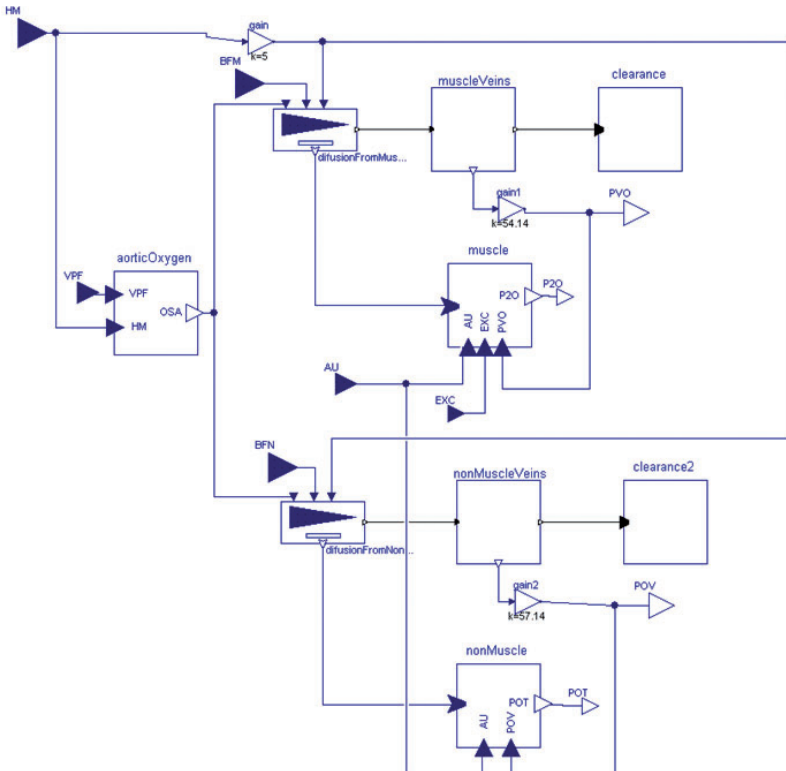 HM
gain
k=5
BFM
muscleVeins
clearance
difusionFromMus...
gain1
k=54.14
PVO
aorticOxygen
muscle
VPF
VPF
OSA
HM
P2O
P2O
AU
EXC
PVO
AU
EXC
BFN
nonMuscleVeins
clearance2
difusionFromNon...
gain2
k=57.14
POV
nonMuscle
POT
POT
AU
POV